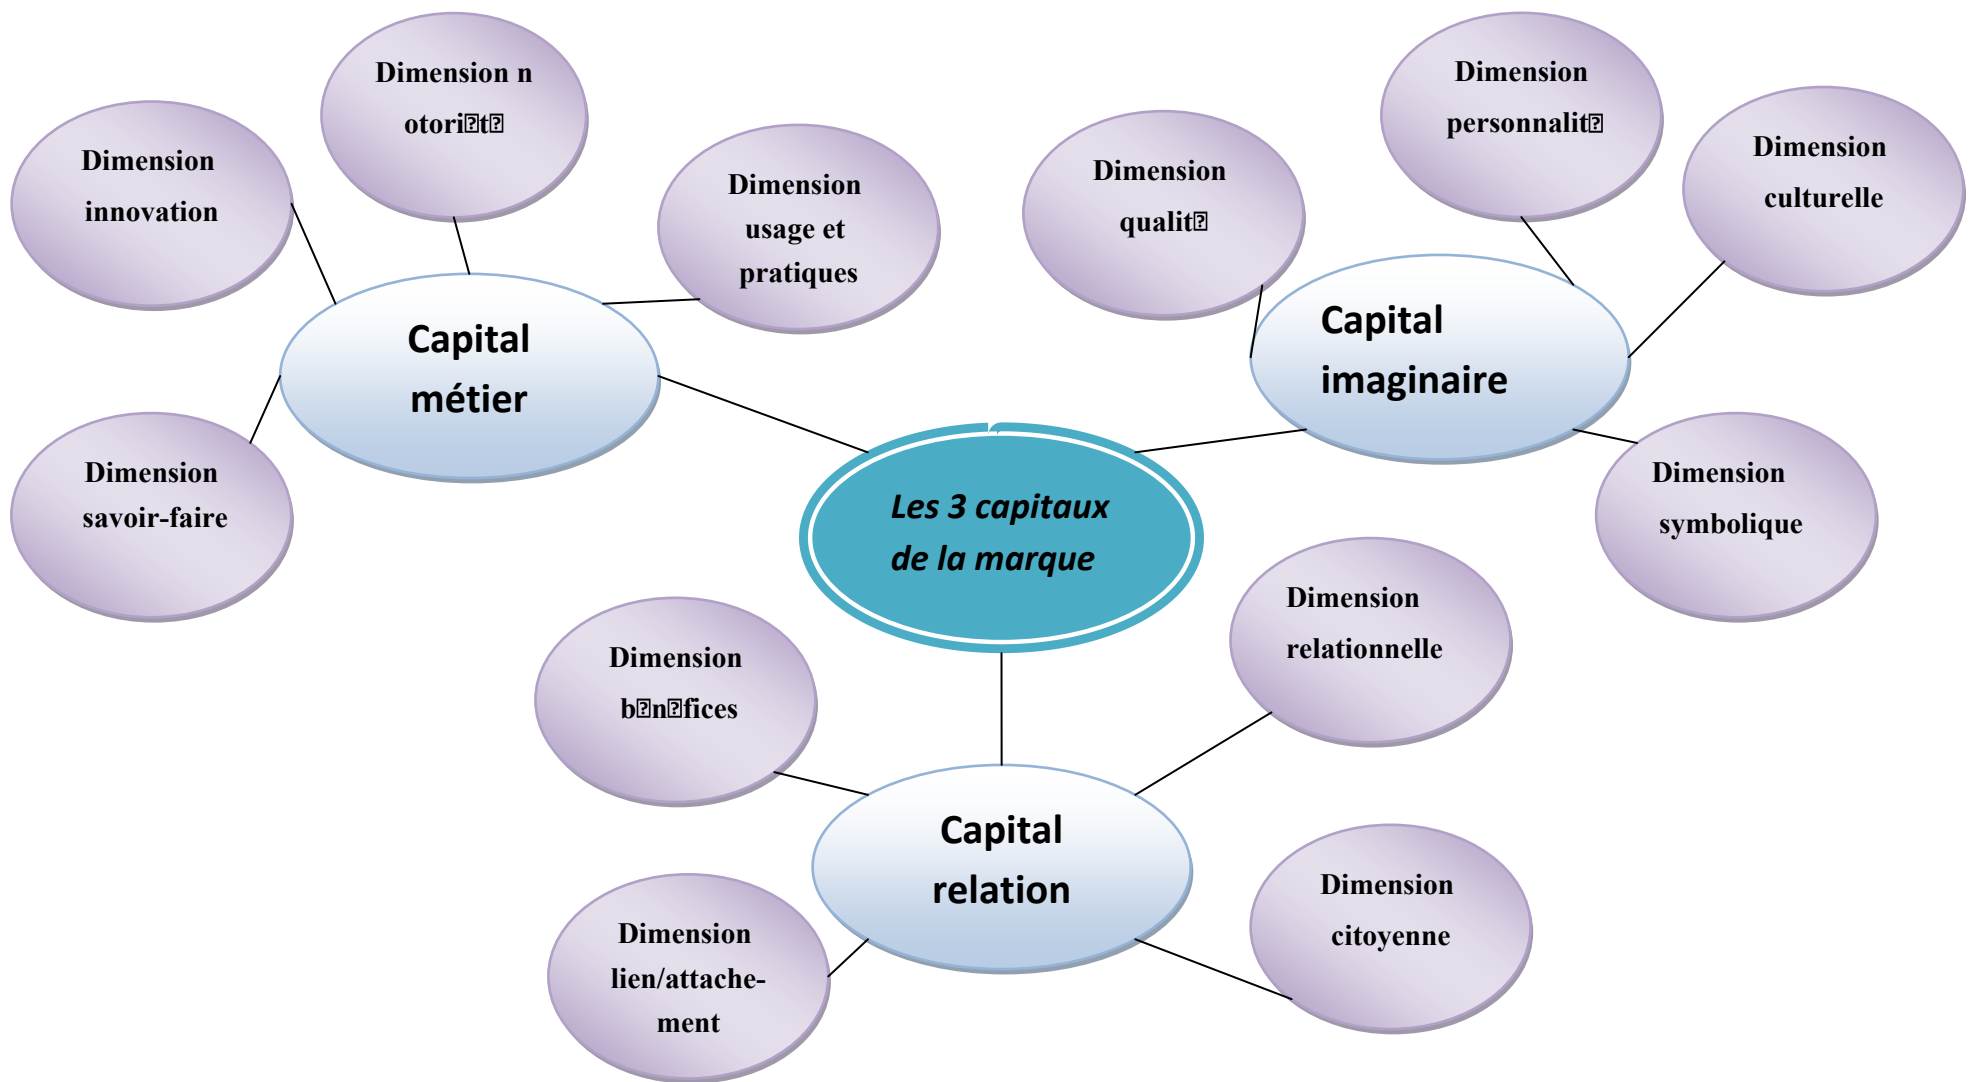 Dimension n
otori⍰t⍰
Dimension
innovation
Dimension
usage et
pratiques
Capital
métier
Dimension
savoir-faire
Dimension
personnalit⍰
Dimension
qualit⍰
Dimension
culturelle
Capital
imaginaire
Dimension
symbolique
Les 3 capitaux
de la marque
Dimension
relationnelle
Dimension
b⍰n⍰fices
Capital
relation
Dimension
citoyenne
Dimension
lien/attache-
ment